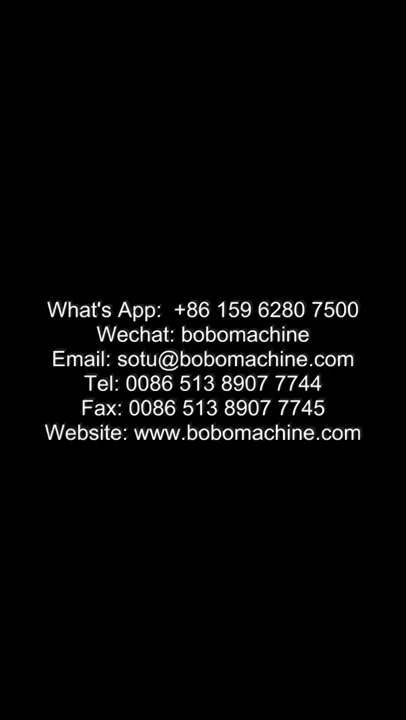 What's App:  +86 159 6280 7500
Wechat: bobomachine
Email: sotu@bobomachine.com
Tel: 0086 513 8907 7744
Fax: 0086 513 8907 7745
Website: www.bobomachine.com